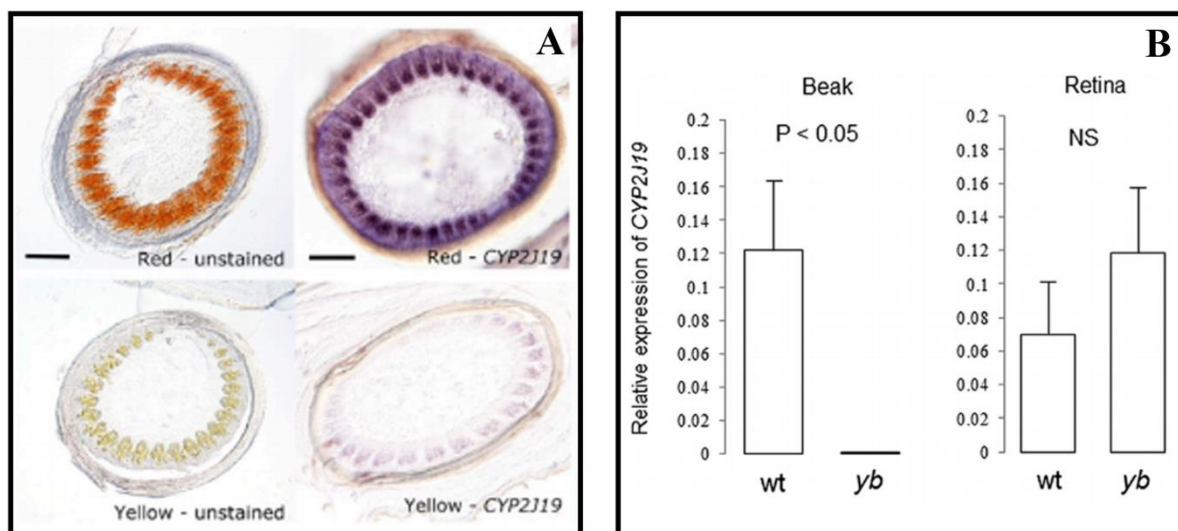 A
Red - unstained
Red - CYP2J19
Yellow - unstained
Yellow - CYP2J19
B
Relative expression of CYP2J19
Beak
P < 0.05
0.2
0.18
0.16
0.14
0.12
0.1
0.08
0.06
0.04
0.02
0
wt
yb
Retina
NS
0.2
0.18
0.16
0.14
0.12
0.1
0.08
0.06
0.04
0.02
0
wt
yb